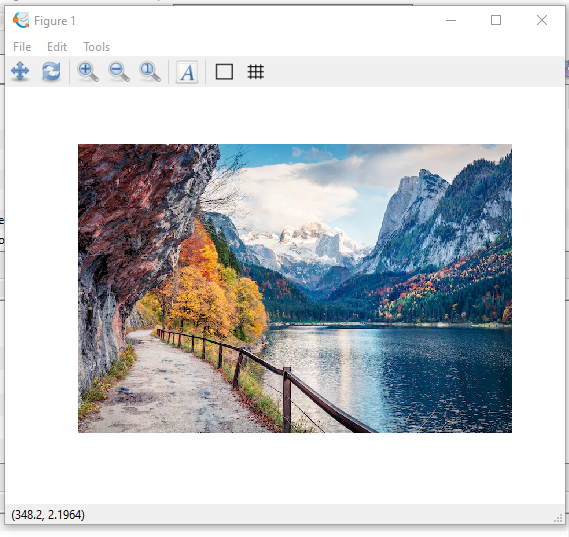 Figure 1
File Edit Tools
A
e
o
(348.2, 2.1964)